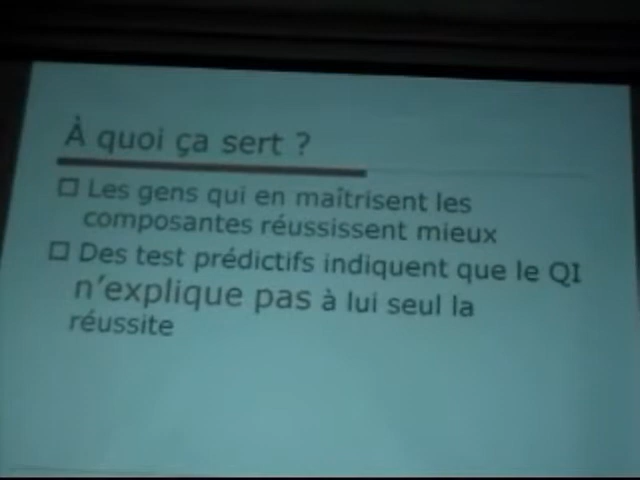 À quoi ça sert ?
Les gens qui en maîtrisent les
composantes réussissent mieux
Des test prédictifs indiquent que le QI
n'explique pas à lui seul la
réussite